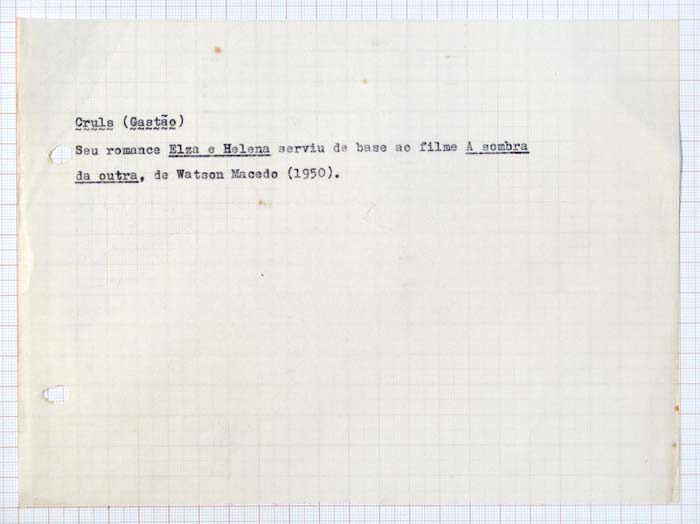 Cruls (Gastão)
Seu romance Elza e Helena serviu de base ao filme A sombra
da outra, de Watson Macedo (1950).